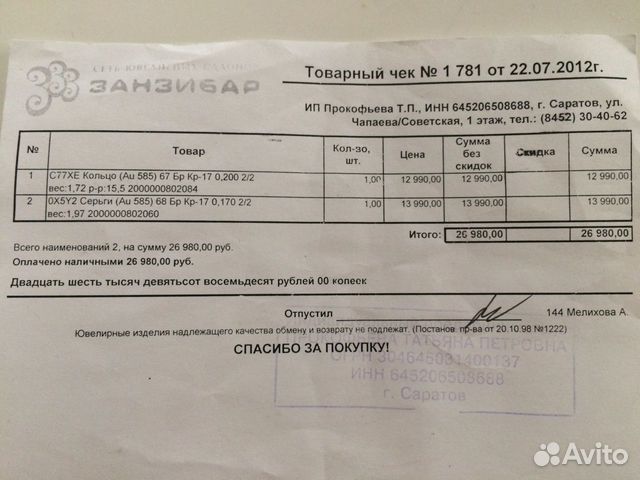 СЕТЬ ЮВЕЛИРНЫХ САЛОНОВ
ЗАНЗИБАР
Товарный чек № 1 781 от 22.07.2012г.
ИП Прокофьева Т.П., ИНН 645206508688, г. Саратов, ул.
Чапаева/Советская, 1 этаж, тел.: (8452) 30-40-62
№ Товар Кол-во, шт. Цена Сумма без скидок Скидка Сумма
1 С77ХЕ Кольцо (Au 585) 67 Бр Кр-17 0,200 2/2 1,00 12 990,00 12 990,00 12 990,00
вес:1,72 р-р:15,5 2000000802084
2 0Х5У2 Серьги (Au 585) 68 Бр Кр-17 0,170 2/2 1,00 13 990,00 13 990,00 13 990,00
вес:1,97 2000000802060
Итого: 26 980,00 26 980,00
Всего наименований 2, на сумму 26 980,00 руб.
Оплачено наличными 26 980,00 руб.
Двадцать шесть тысяч девятьсот восемьдесят рублей 00 копеек
Отпустил 144 Мелихова А.
Ювелирные изделия надлежащего качества обмену и возврату не подлежат. (Постанов. пр-ва от 20.10.98 №1222)
СПАСИБО ЗА ПОКУПКУ!
ТАТЬЯНА ПЕТРОВНА
ОГРН 304645031400137
ИНН 645206508688
г. Саратов
Avito